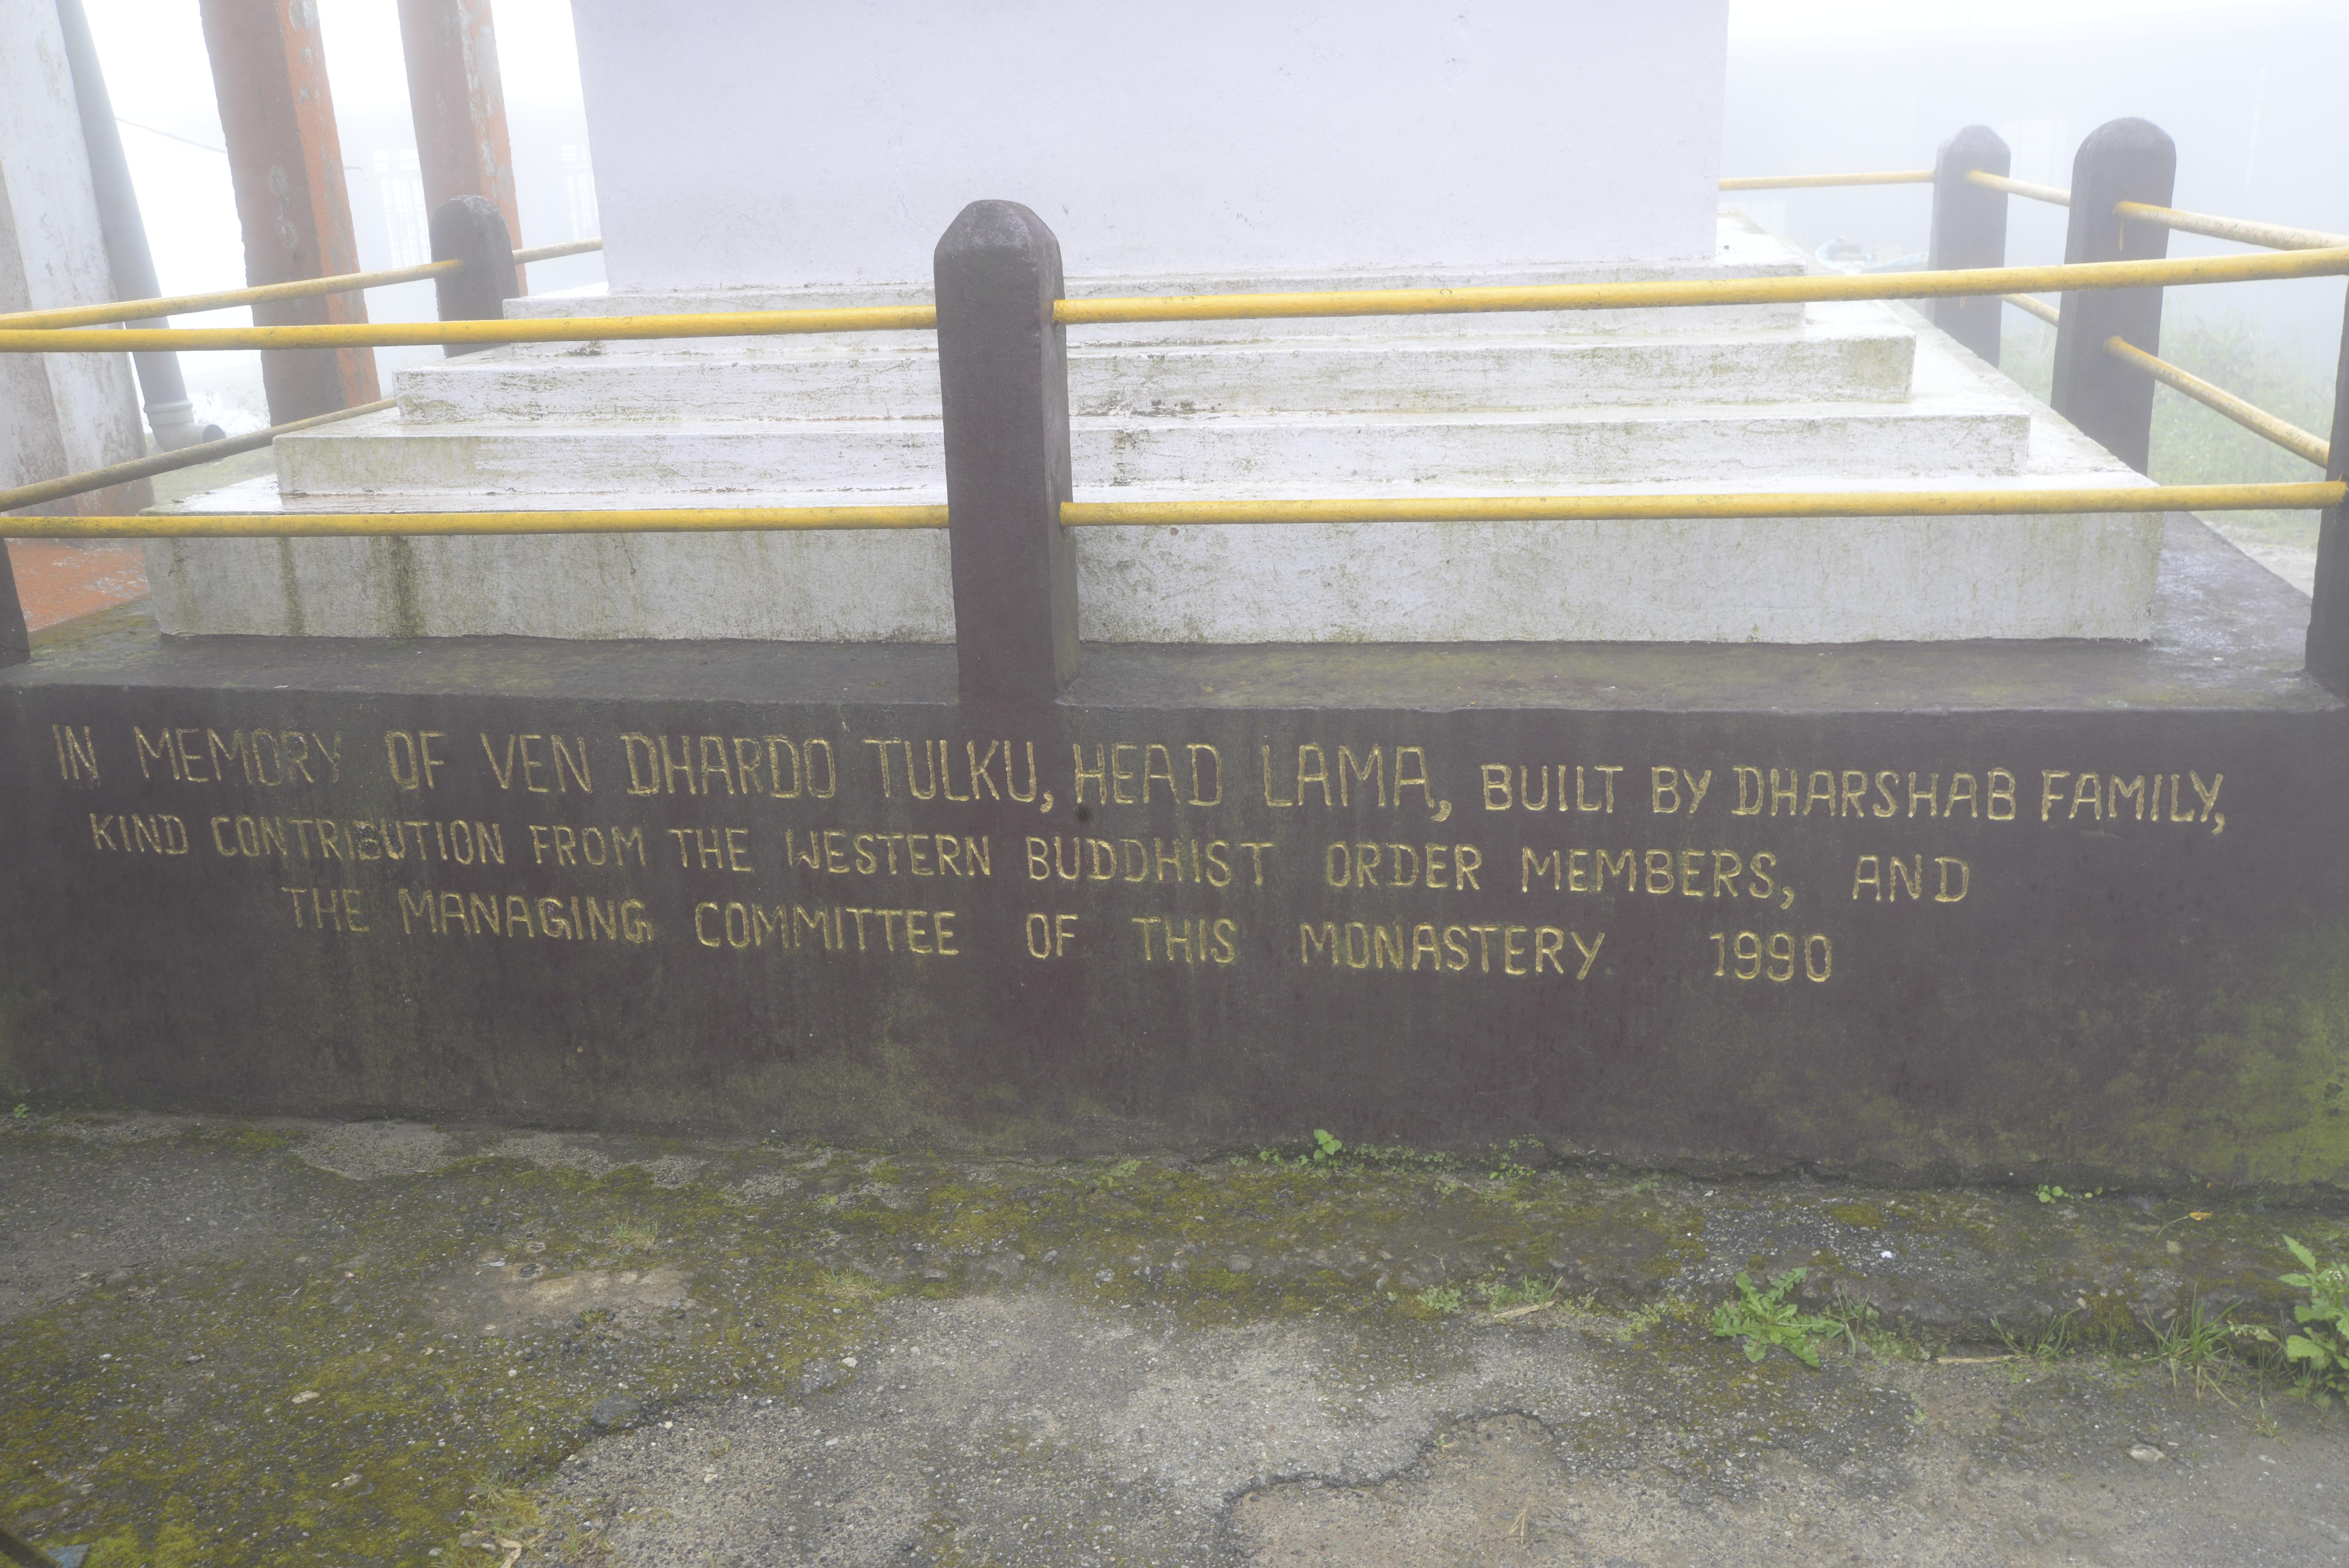 IN MEMORY OF VEN DHARDO TULKU, HEAD LAMA, BUILT BY DHARSHAB FAMILY,
KIND CONTRIBUTION FROM THE WESTERN BUDDHIST ORDER MEMBERS, AND
THE MANAGING COMMITTEE OF THIS MONASTERY 1990